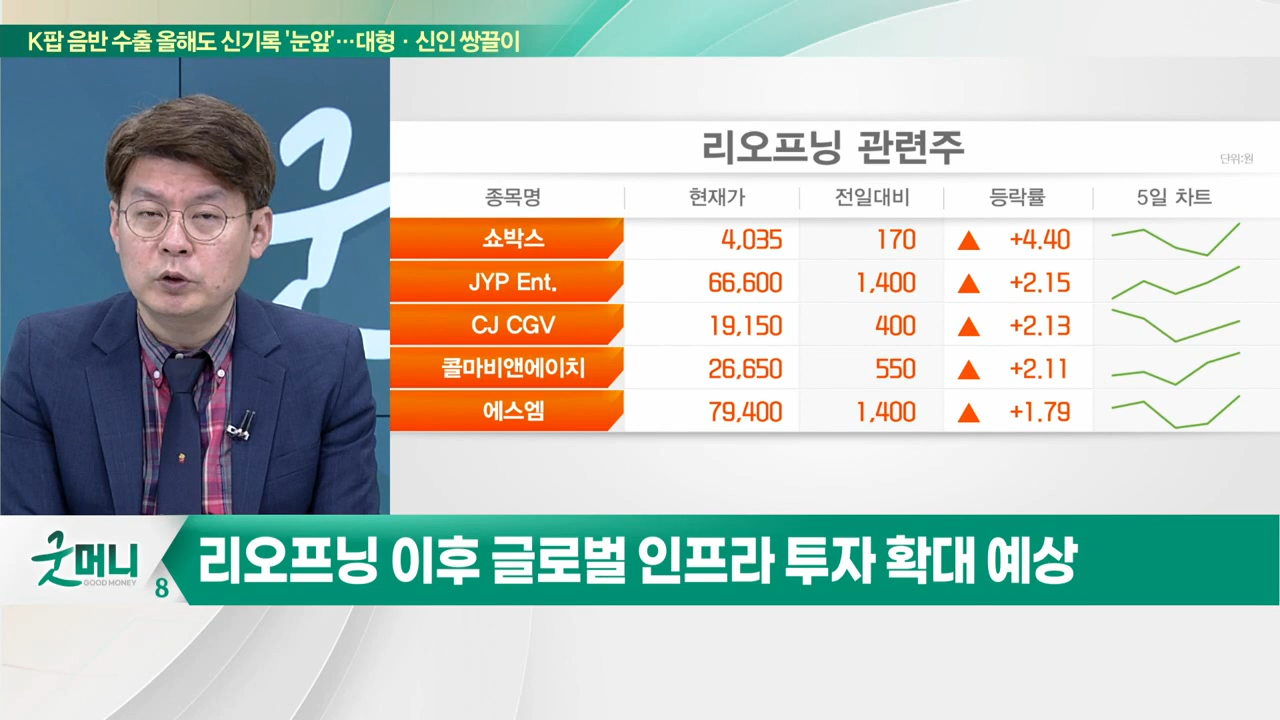 K팝 음반 수출 올해도 신기록 '눈앞'…대형·신인 쌍끌이
리오프닝 관련주
단위:원
종목명 현재가 전일대비 등락률 5일 차트
쇼박스 4,035 170 ▲ +4.40
JYP Ent. 66,600 1,400 ▲ +2.15
CJ CGV 19,150 400 ▲ +2.13
콜마비앤에이치 26,650 550 ▲ +2.11
에스엠 79,400 1,400 ▲ +1.79
굿머니
GOOD MONEY
8
리오프닝 이후 글로벌 인프라 투자 확대 예상